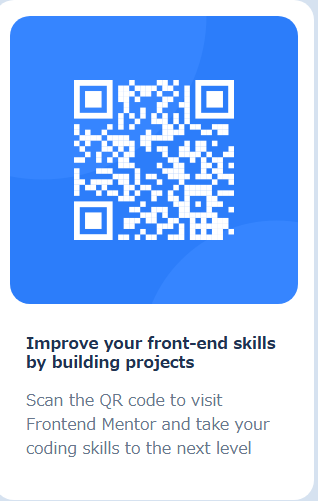 Improve your front-end skills
by building projects
Scan the QR code to visit
Frontend Mentor and take your
coding skills to the next level